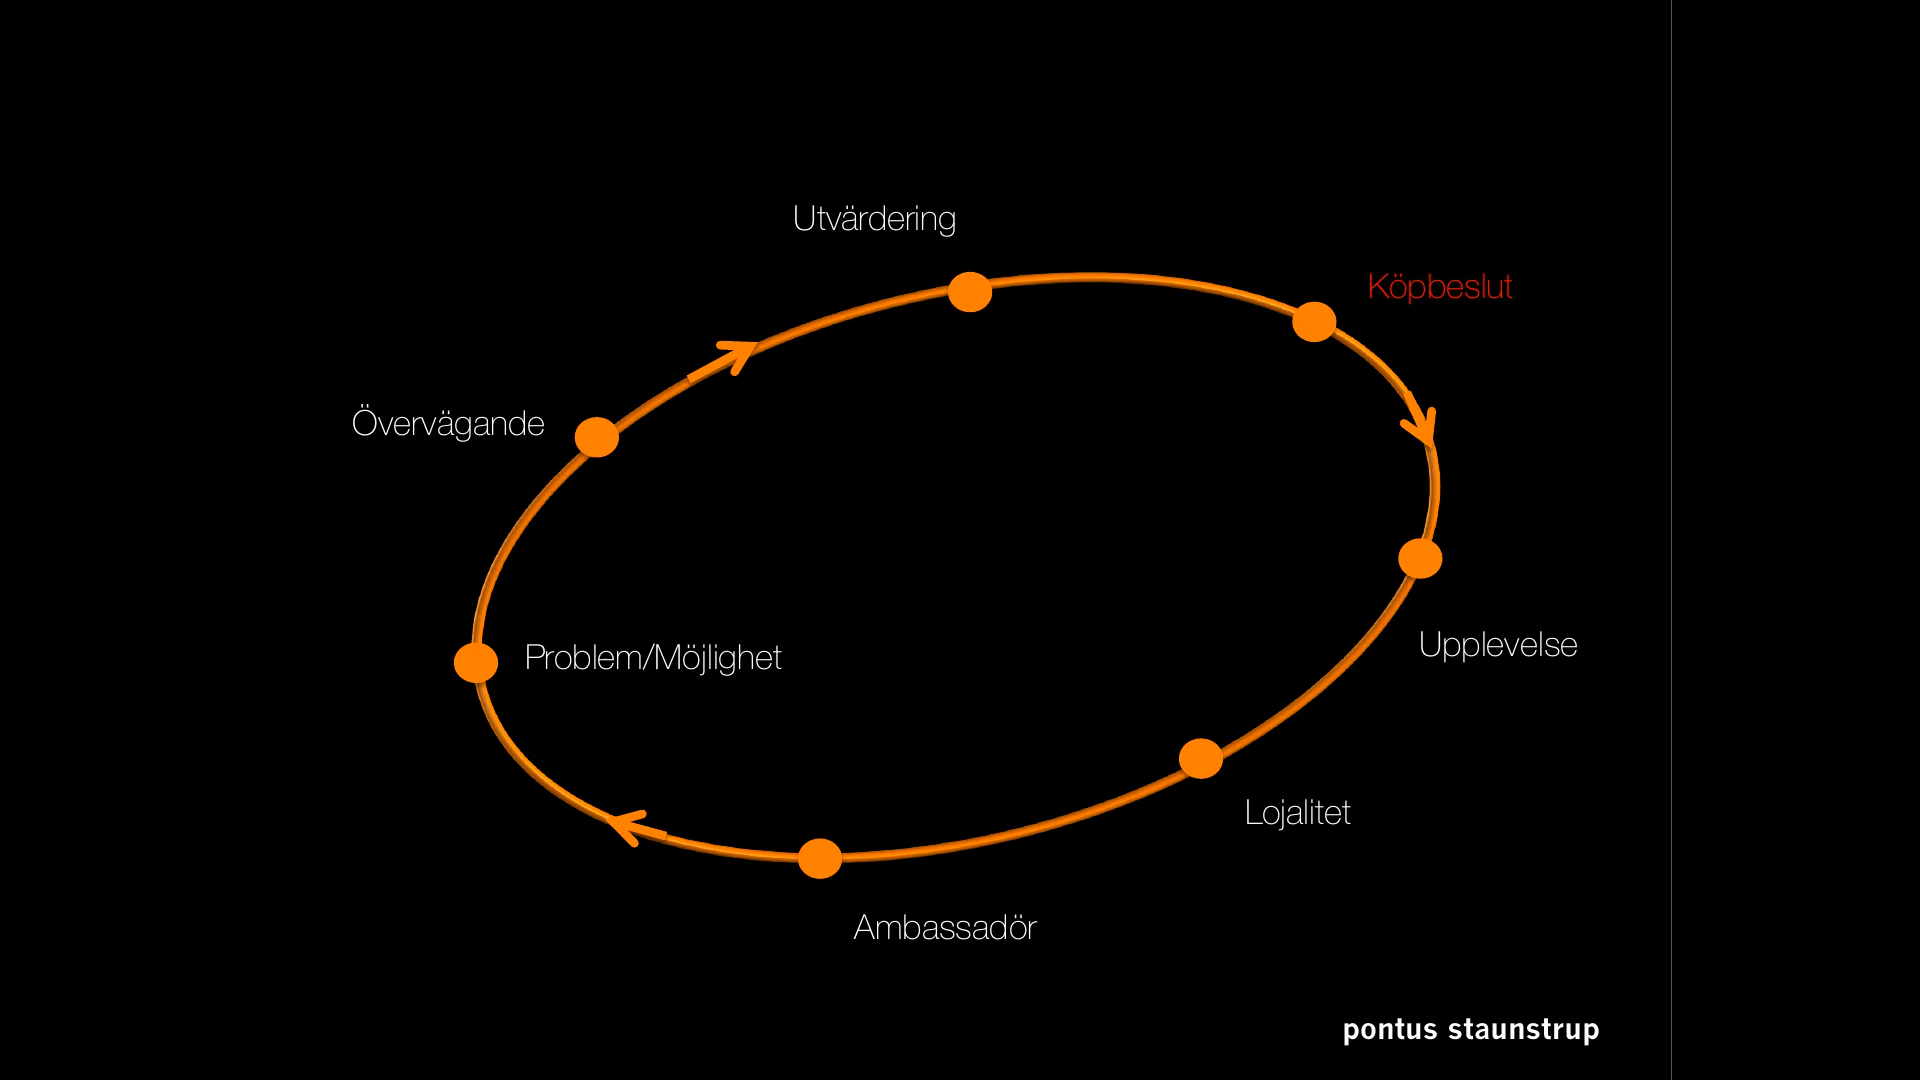 Utvärdering
Köpbeslut
Övervägande
Upplevelse
Problem/Möjlighet
Lojalitet
Ambassadör
pontus staunstrup